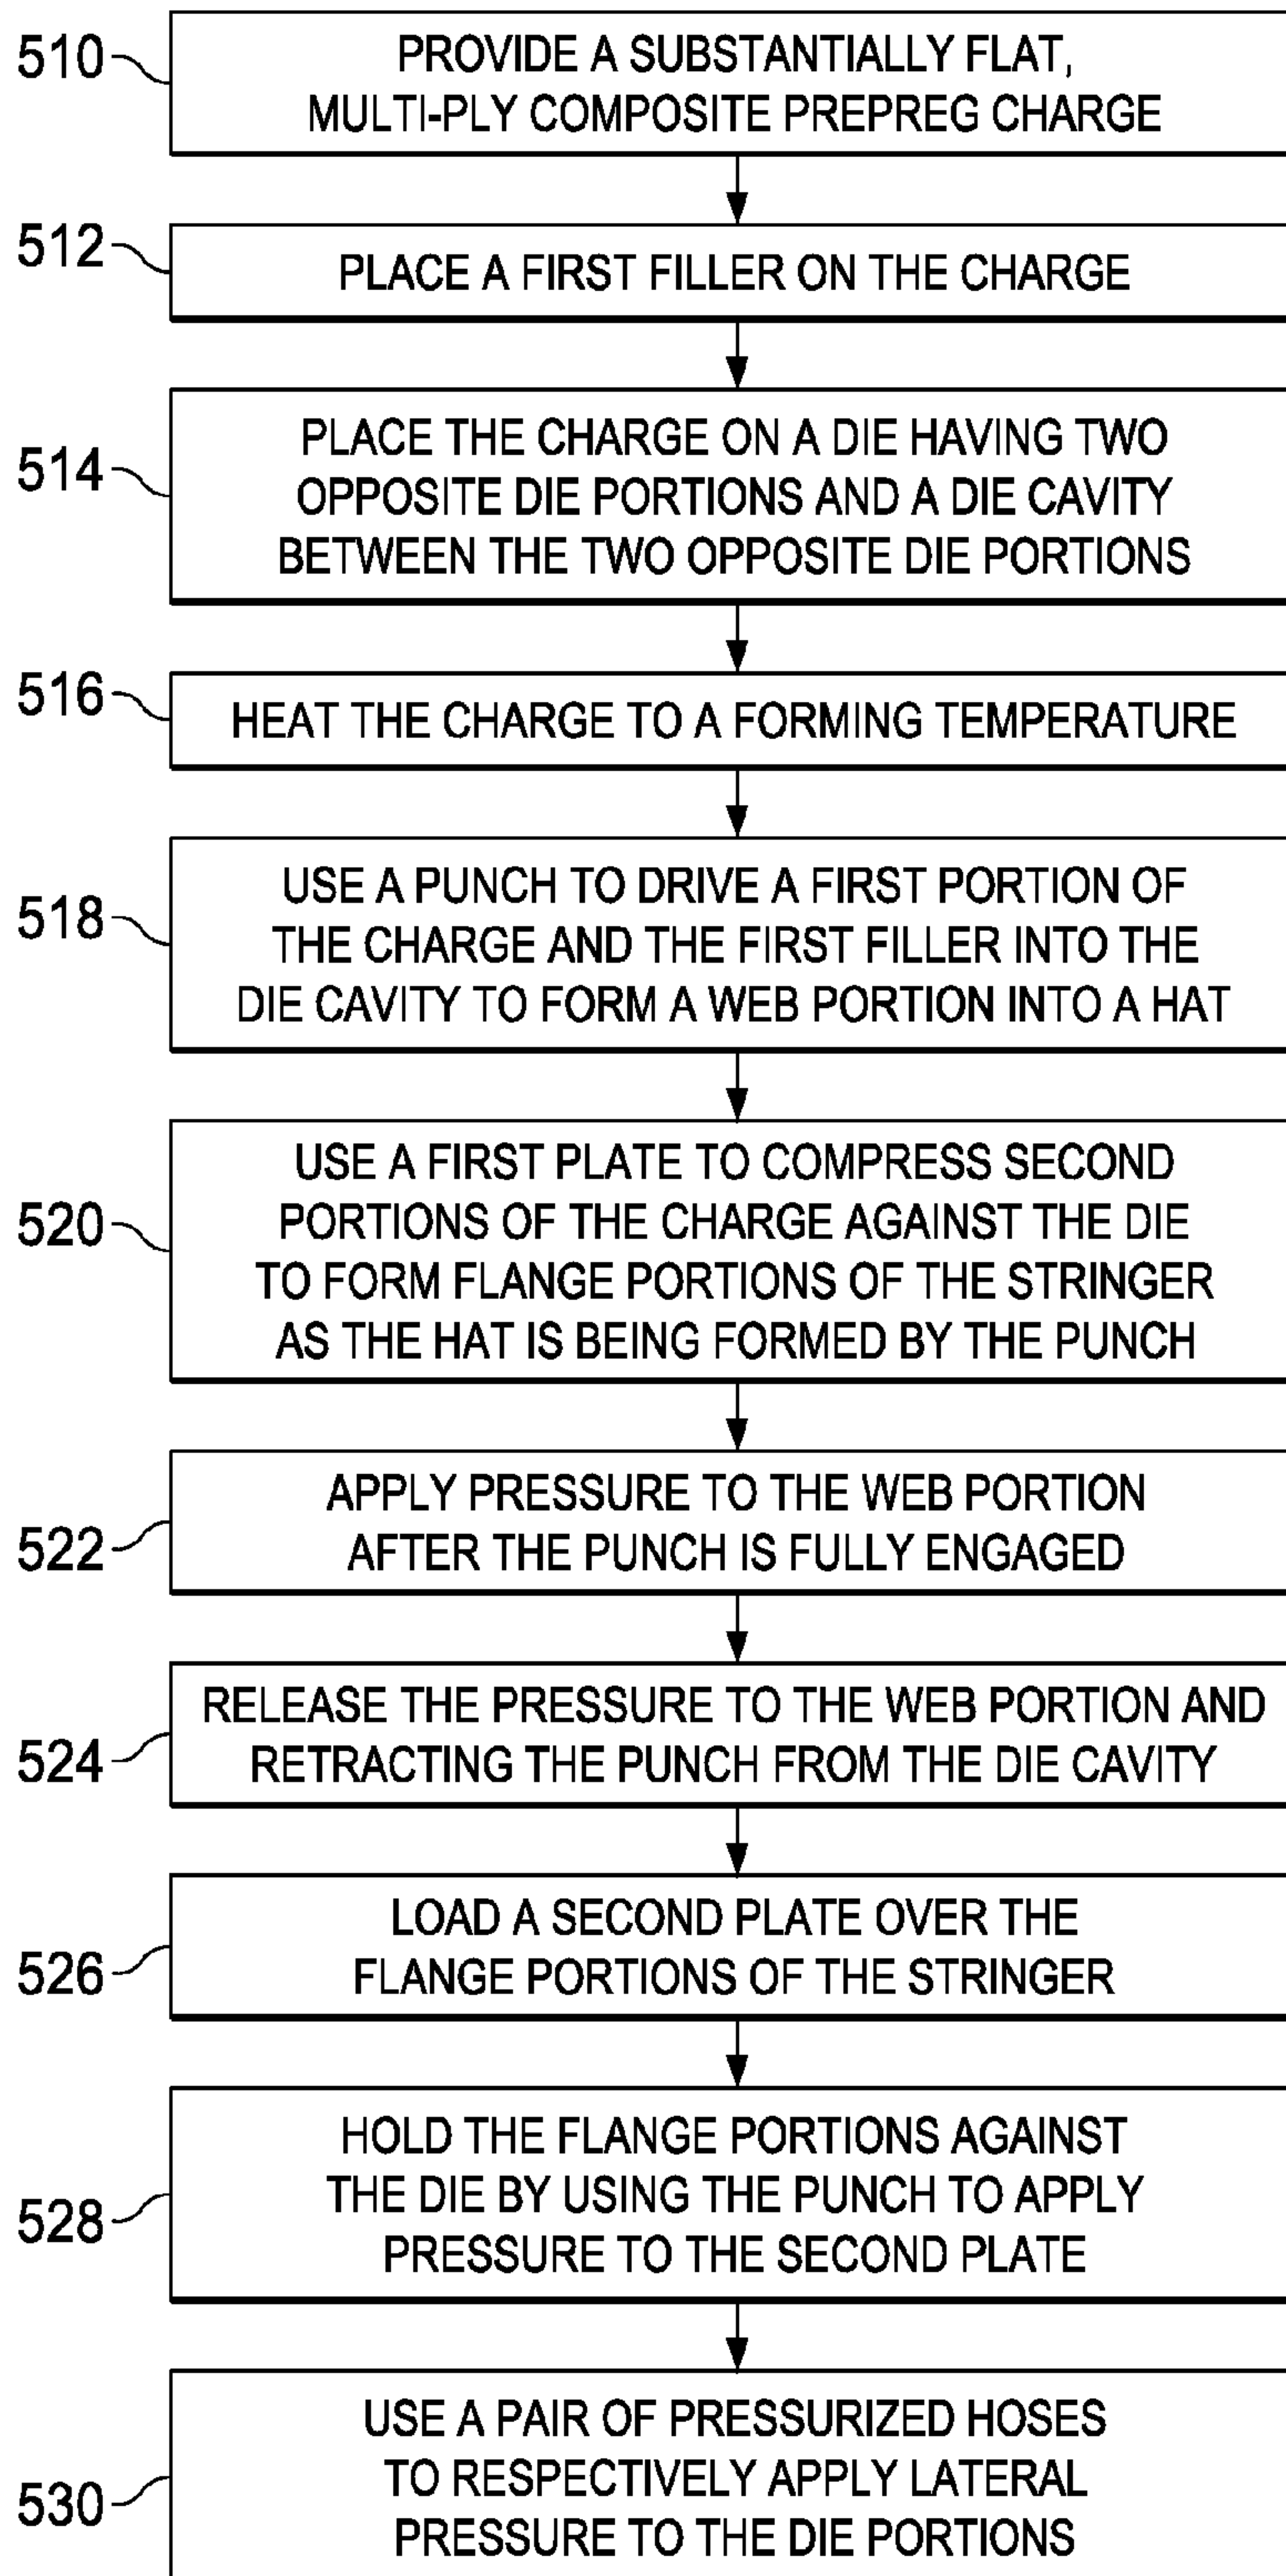 510
PROVIDE A SUBSTANTIALLY FLAT,
MULTI-PLY COMPOSITE PREPREG CHARGE
512
PLACE A FIRST FILLER ON THE CHARGE
514
PLACE THE CHARGE ON A DIE HAVING TWO
OPPOSITE DIE PORTIONS AND A DIE CAVITY
BETWEEN THE TWO OPPOSITE DIE PORTIONS
516
HEAT THE CHARGE TO A FORMING TEMPERATURE
518
USE A PUNCH TO DRIVE A FIRST PORTION OF
THE CHARGE AND THE FIRST FILLER INTO THE
DIE CAVITY TO FORM A WEB PORTION INTO A HAT
520
USE A FIRST PLATE TO COMPRESS SECOND
PORTIONS OF THE CHARGE AGAINST THE DIE
TO FORM FLANGE PORTIONS OF THE STRINGER
AS THE HAT IS BEING FORMED BY THE PUNCH
522
APPLY PRESSURE TO THE WEB PORTION
AFTER THE PUNCH IS FULLY ENGAGED
524
RELEASE THE PRESSURE TO THE WEB PORTION AND
RETRACTING THE PUNCH FROM THE DIE CAVITY
526
LOAD A SECOND PLATE OVER THE
FLANGE PORTIONS OF THE STRINGER
528
HOLD THE FLANGE PORTIONS AGAINST
THE DIE BY USING THE PUNCH TO APPLY
PRESSURE TO THE SECOND PLATE
530
USE A PAIR OF PRESSURIZED HOSES
TO RESPECTIVELY APPLY LATERAL
PRESSURE TO THE DIE PORTIONS